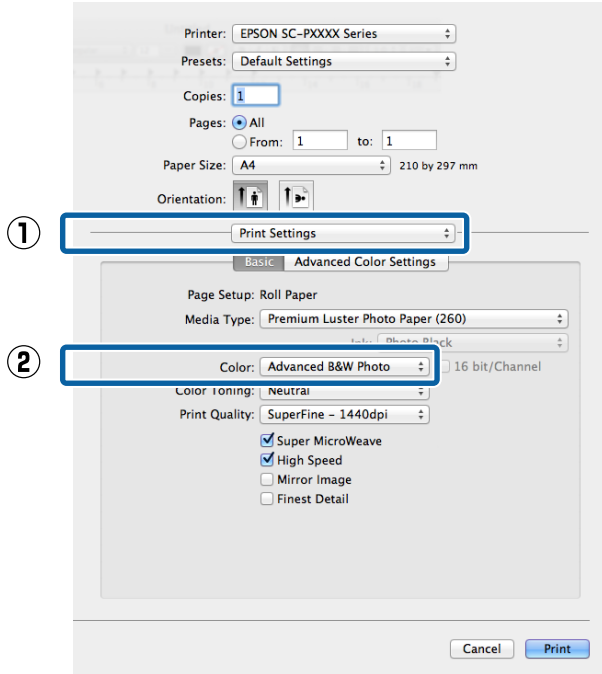 Printer: EPSON SC-PXXXX Series
Presets: Default Settings
Copies: 1
Pages: All
From: 1 to: 1
Paper Size: A4 210 by 297 mm
Orientation:
① Print Settings
Basic Advanced Color Settings
Page Setup: Roll Paper
Media Type: Premium Luster Photo Paper (260)
Ink: Photo Black
② Color: Advanced B&W Photo 16 bit/Channel
Color Toning: Neutral
Print Quality: SuperFine - 1440dpi
Super MicroWeave
High Speed
Mirror Image
Finest Detail
Cancel Print